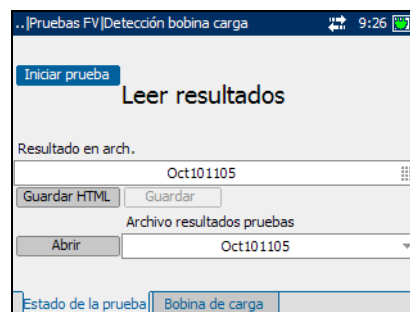 ..|Pruebas FV|Detección bobina carga 9:26
Iniciar prueba
Leer resultados
Resultado en arch.
Oct101105
Guardar HTML Guardar
Archivo resultados pruebas
Abrir Oct101105
Estado de la prueba Bobina de carga